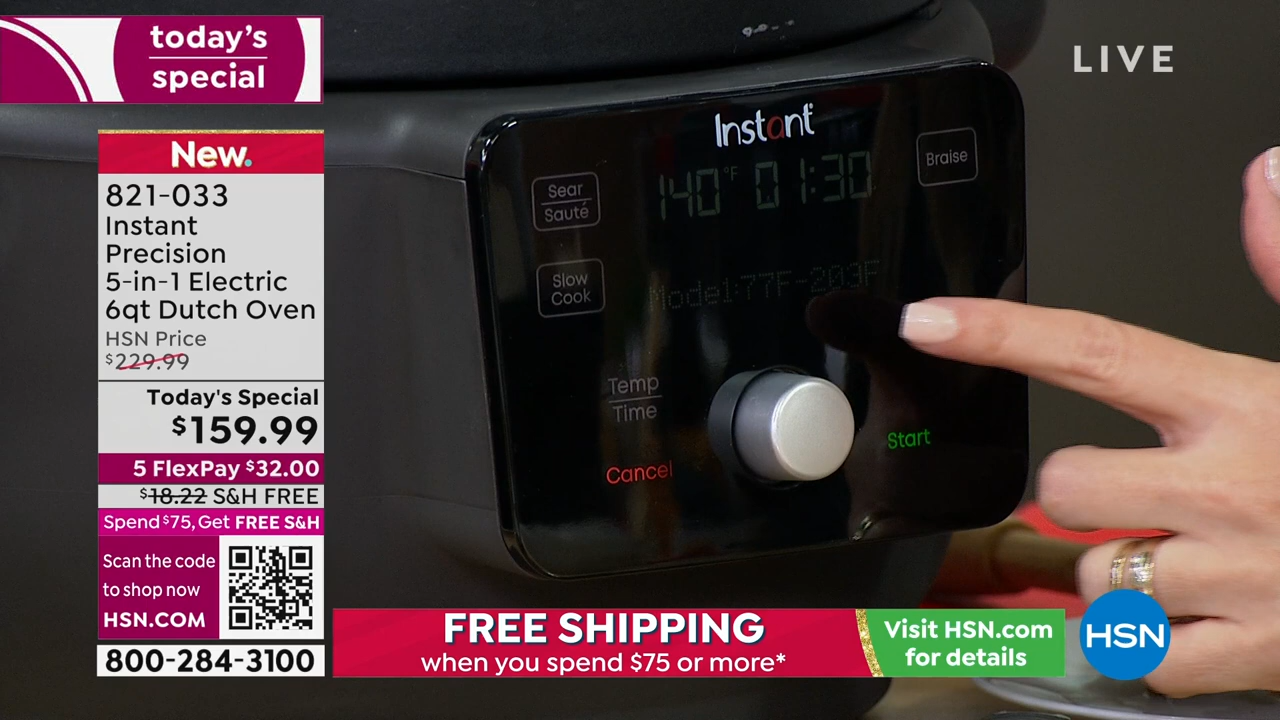 today's
special
LIVE
New.
821-033
Instant
Precision
5-in-1 Electric
6qt Dutch Oven
HSN Price
$229.99
Today's Special
$159.99
5 FlexPay $32.00
$18.22 S&H FREE
Spend $75, Get FREE S&H
Scan the code
to shop now
HSN.COM
800-284-3100
Instant
140°F 01:30
Braise
Sear
Sauté
Slow
Cook
Mode1:77F-203F
Temp
Time
Start
Cancel
FREE SHIPPING
when you spend $75 or more*
Visit HSN.com
for details
HSN